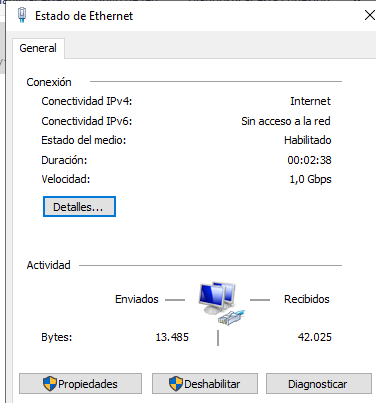 Estado de Ethernet
General
Conexión
Conectividad IPv4: Internet
Conectividad IPv6: Sin acceso a la red
Estado del medio: Habilitado
Duración: 00:02:38
Velocidad: 1,0 Gbps
Detalles...
Actividad
Enviados Recibidos
Bytes: 13.485 42.025
Propiedades Deshabilitar Diagnosticar